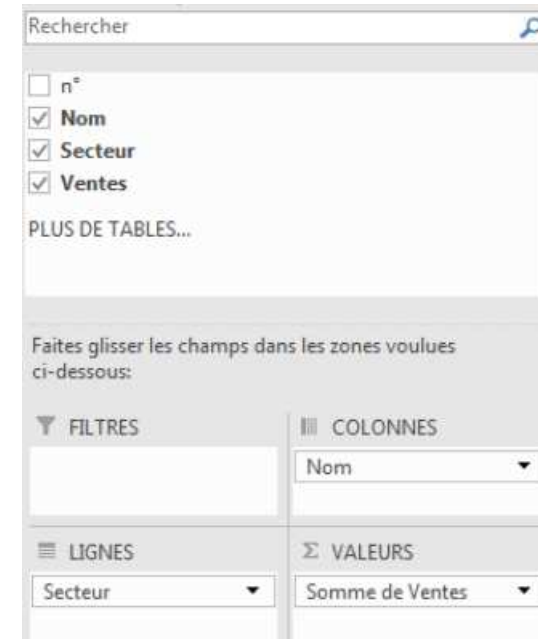 Rechercher
n°
Nom
Secteur
Ventes
PLUS DE TABLES...
Faites glisser les champs dans les zones voulues
ci-dessous:
FILTRES
COLONNES
Nom
LIGNES
Σ VALEURS
Secteur
Somme de Ventes